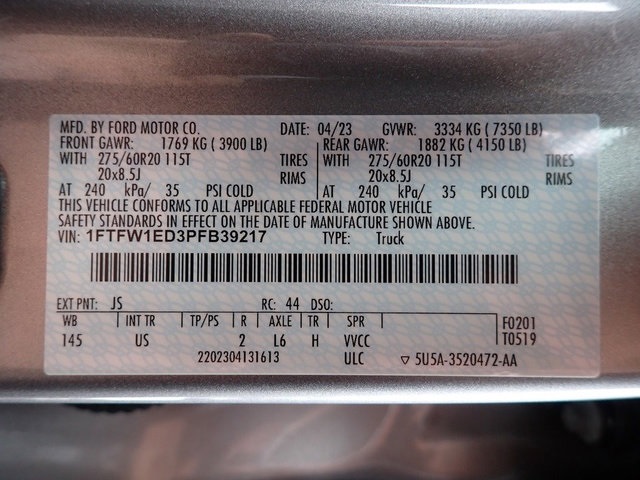 MFD. BY FORD MOTOR CO. DATE: 04/23 GVWR: 3334 KG ( 7350 LB)
FRONT GAWR: 1769 KG ( 3900 LB) REAR GAWR: 1882 KG ( 4150 LB)
WITH 275/60R20 115T TIRES WITH 275/60R20 115T TIRES
20x8.5J RIMS 20x8.5J RIMS
AT 240 kPa/ 35 PSI COLD AT 240 kPa/ 35 PSI COLD
THIS VEHICLE CONFORMS TO ALL APPLICABLE FEDERAL MOTOR VEHICLE
SAFETY STANDARDS IN EFFECT ON THE DATE OF MANUFACTURE SHOWN ABOVE.
VIN: 1FTFW1ED3PFB39217 TYPE: Truck
EXT PNT: JS RC: 44 DSO:
WB INT TR TP/PS R AXLE TR SPR F0201
145 US 2 L6 H VVCC T0519
2202304131613 ULC ▽ 5U5A-3520472-AA